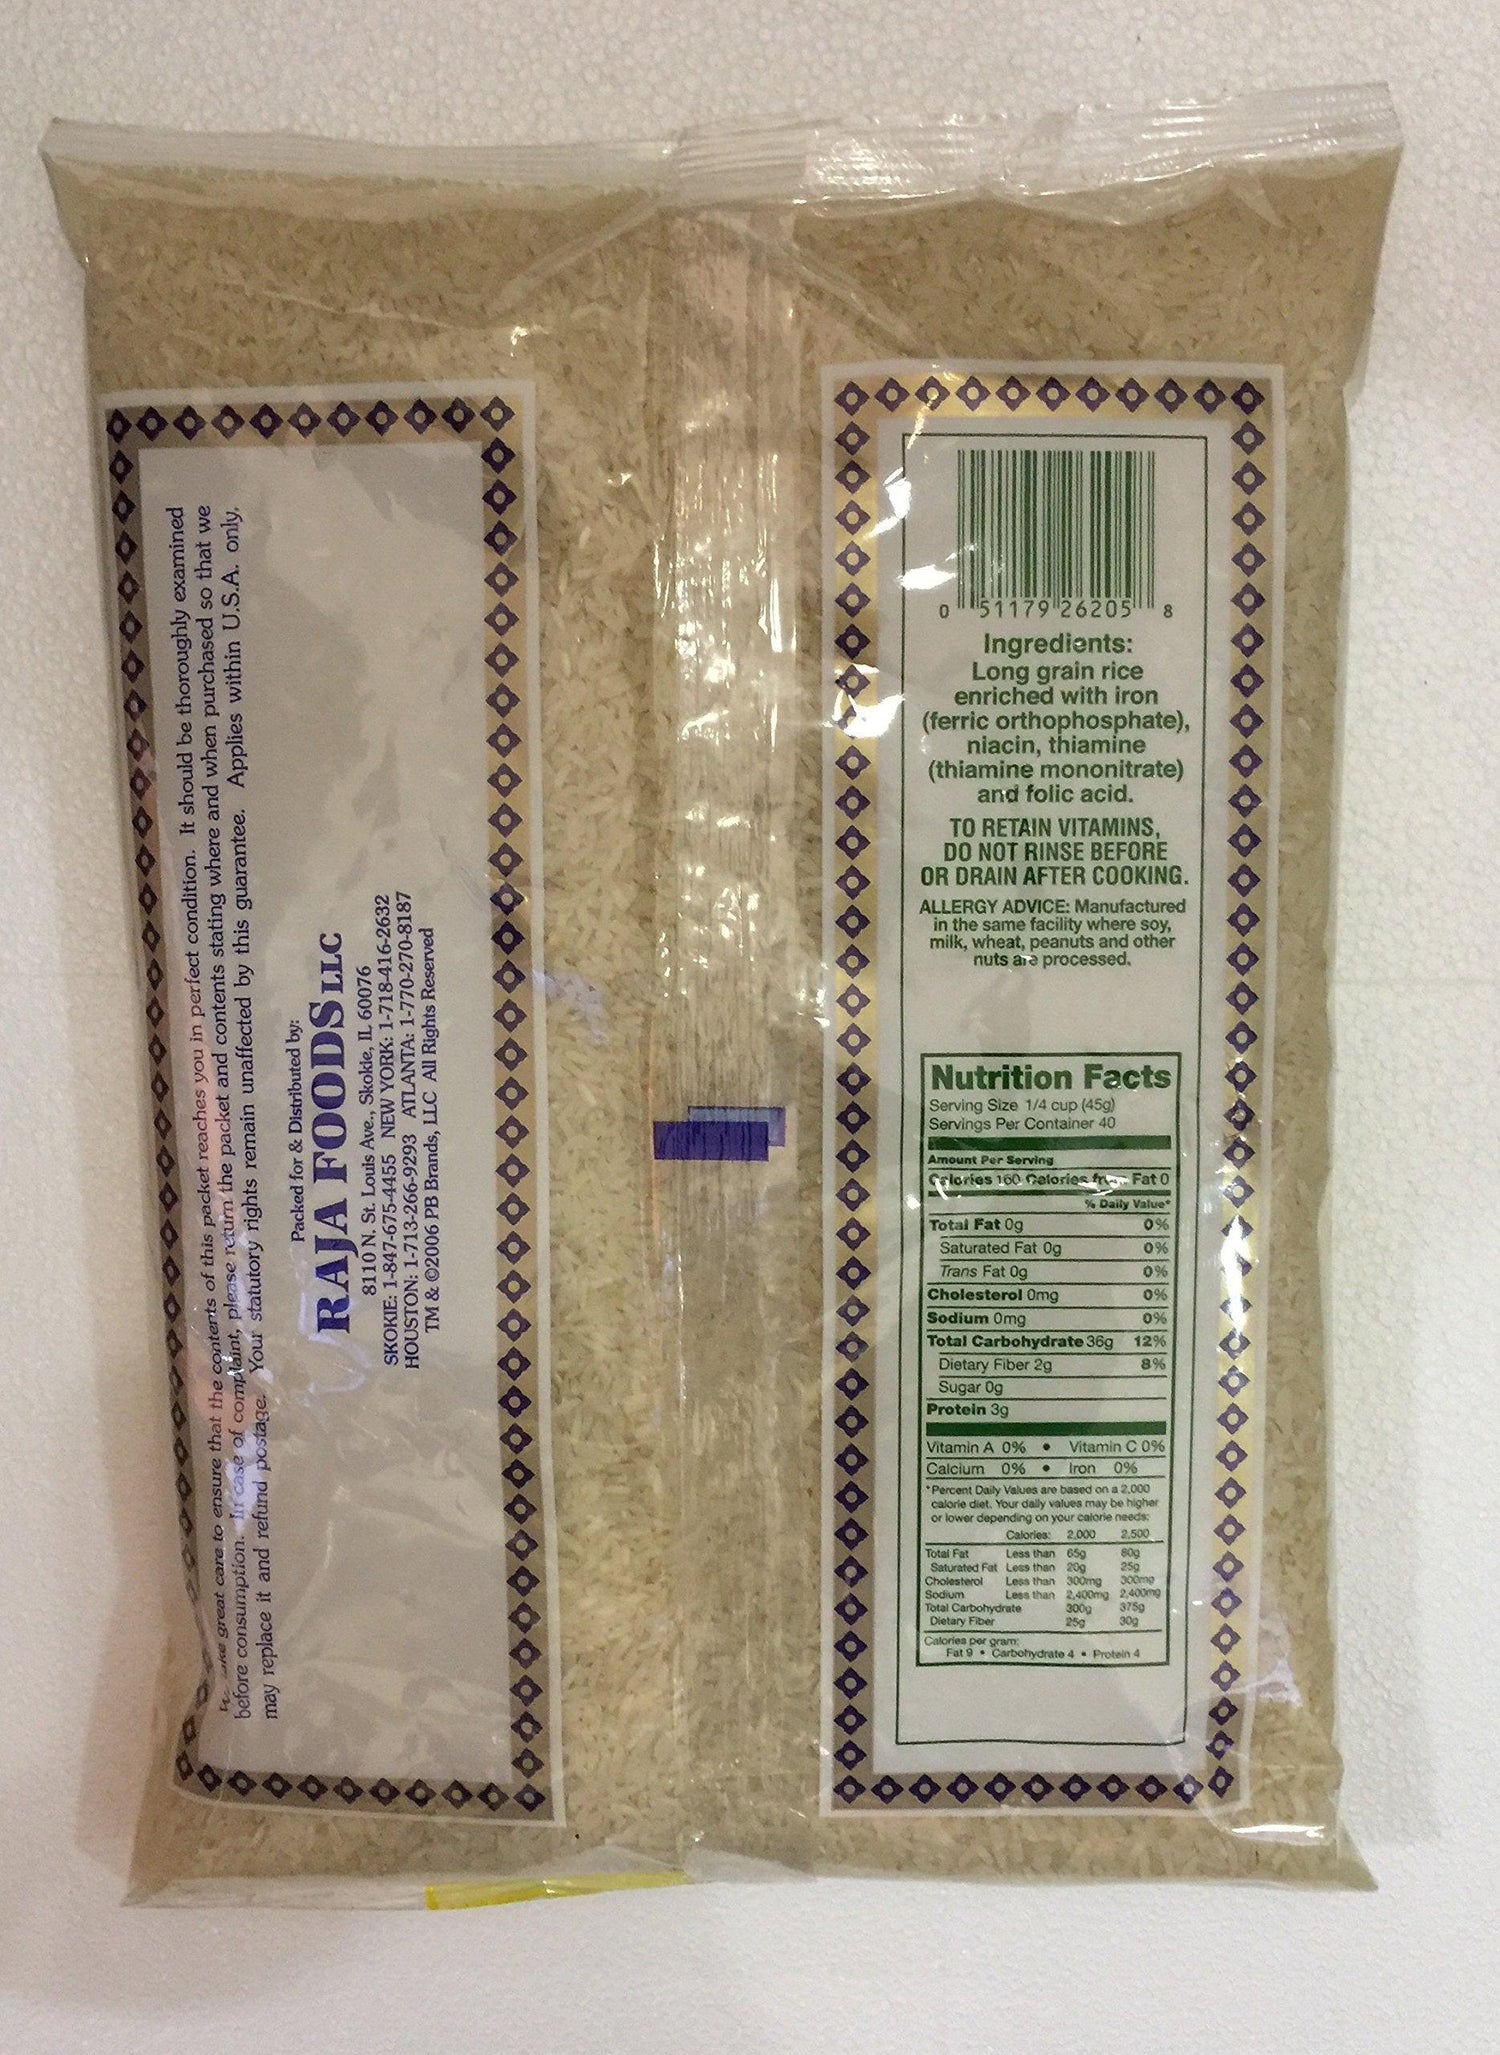 take great care to ensure that the contents of this packet reaches you in perfect condition. It should be thoroughly examined
before consumption. In case of complaint, please return the packet and contents stating where and when purchased so that we
may replace it and refund postage. Your statutory rights remain unaffected by this guarantee. Applies within U.S.A. only.
Packed for & Distributed by:
RAJA FOODS LLC
8110 N. St. Louis Ave., Skokie, IL 60076
SKOKIE: 1-847-675-4455 NEW YORK: 1-718-416-2632
HOUSTON: 1-713-266-9293 ATLANTA: 1-770-270-8187
TM & ©2006 PB Brands, LLC All Rights Reserved
0 51179 26205 8
Ingredients:
Long grain rice
enriched with iron
(ferric orthophosphate),
niacin, thiamine
(thiamine mononitrate)
and folic acid.
TO RETAIN VITAMINS,
DO NOT RINSE BEFORE
OR DRAIN AFTER COOKING.
ALLERGY ADVICE: Manufactured
in the same facility where soy,
milk, wheat, peanuts and other
nuts are processed.
Nutrition Facts
Serving Size 1/4 cup (45g)
Servings Per Container 40
Amount Per Serving
Calories 160 Calories from Fat 0
% Daily Value*
Total Fat 0g 0%
Saturated Fat 0g 0%
Trans Fat 0g 0%
Cholesterol 0mg 0%
Sodium 0mg 0%
Total Carbohydrate 36g 12%
Dietary Fiber 2g 8%
Sugar 0g
Protein 3g
Vitamin A 0% • Vitamin C 0%
Calcium 0% • Iron 0%
*Percent Daily Values are based on a 2,000
calorie diet. Your daily values may be higher
or lower depending on your calorie needs:
Calories: 2,000 2,500
Total Fat Less than 65g 80g
Saturated Fat Less than 20g 25g
Cholesterol Less than 300mg 300mg
Sodium Less than 2,400mg 2,400mg
Total Carbohydrate 300g 375g
Dietary Fiber 25g 30g
Calories per gram:
Fat 9 • Carbohydrate 4 • Protein 4